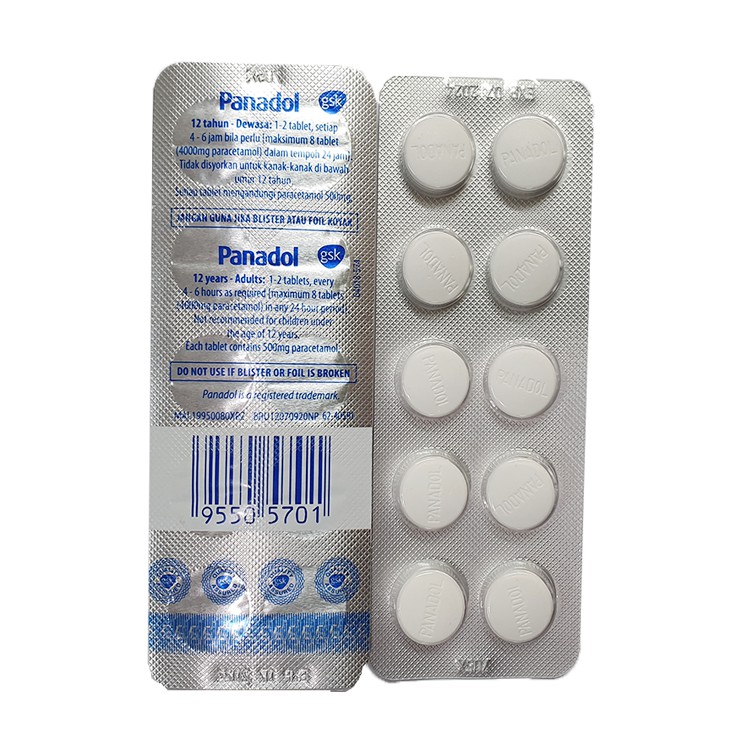 Panadol gsk
12 tahun - Dewasa: 1-2 tablet, setiap
4 - 6 jam bila perlu (maksimum 8 tablet
(4000mg paracetamol) dalam tempoh 24 jam).
Tidak disyorkan untuk kanak-kanak di bawah
umur 12 tahun.
Setiap tablet mengandungi paracetamol 500mg.
JANGAN GUNA JIKA BLISTER ATAU FOIL KOYAK
Panadol gsk
12 years - Adults: 1-2 tablets, every
4 - 6 hours as required (maximum 8 tablets
(4000mg paracetamol) in any 24 hour period).
Not recommended for children under
the age of 12 years.
Each tablet contains 500mg paracetamol.
DO NOT USE IF BLISTER OR FOIL IS BROKEN
Panadol is a registered trademark.
MAL19950080XPZ BRU12070920NP
9550 5701
PANADOL PANADOL
PANADOL PANADOL
PANADOL PANADOL
PANADOL PANADOL
PANADOL PANADOL